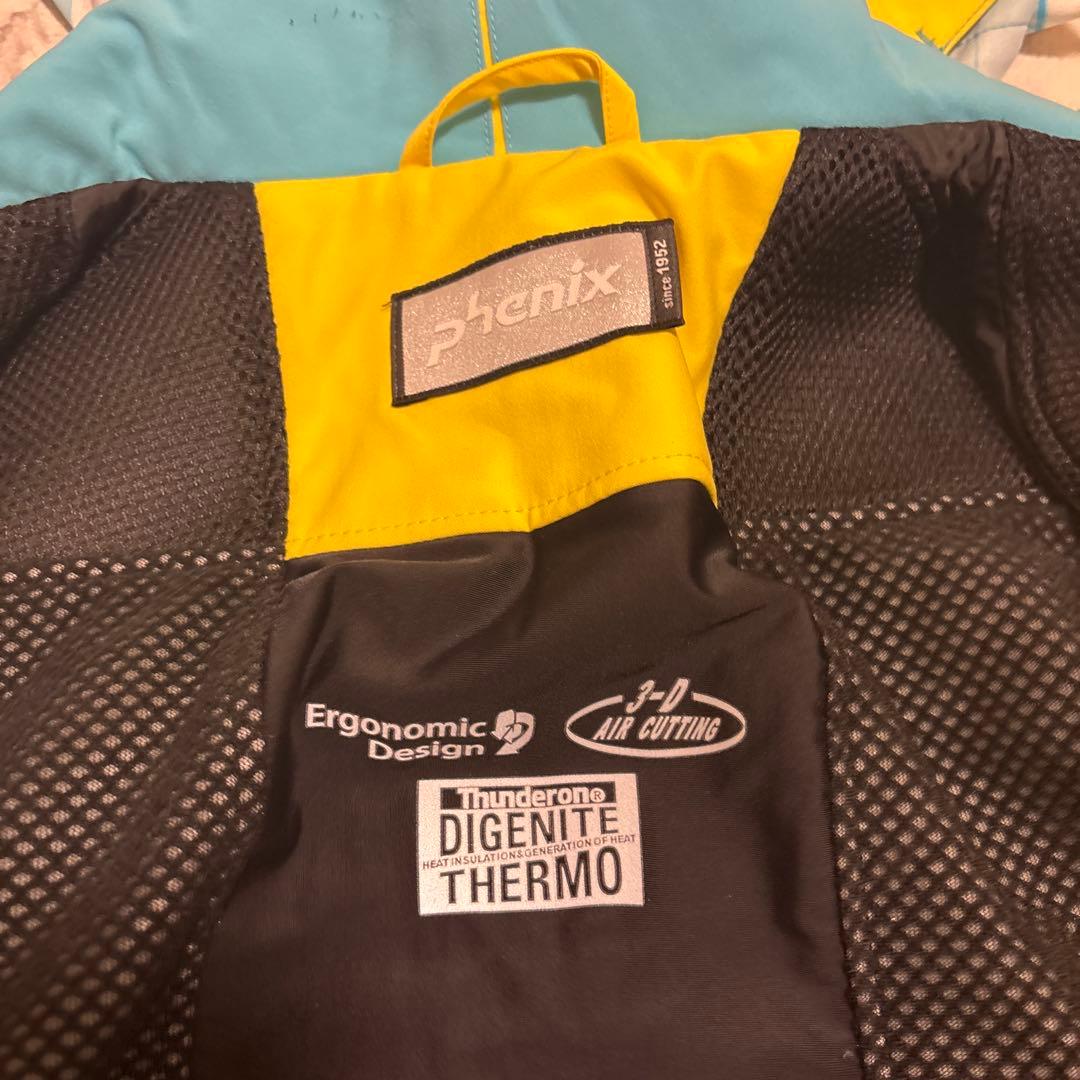 Phenix
since 1952
Ergonomic
Design
3-D
AIR CUTTING
Thunderon®
DIGENITE
HEAT INSULATION&GENERATION OF HEAT
THERMO